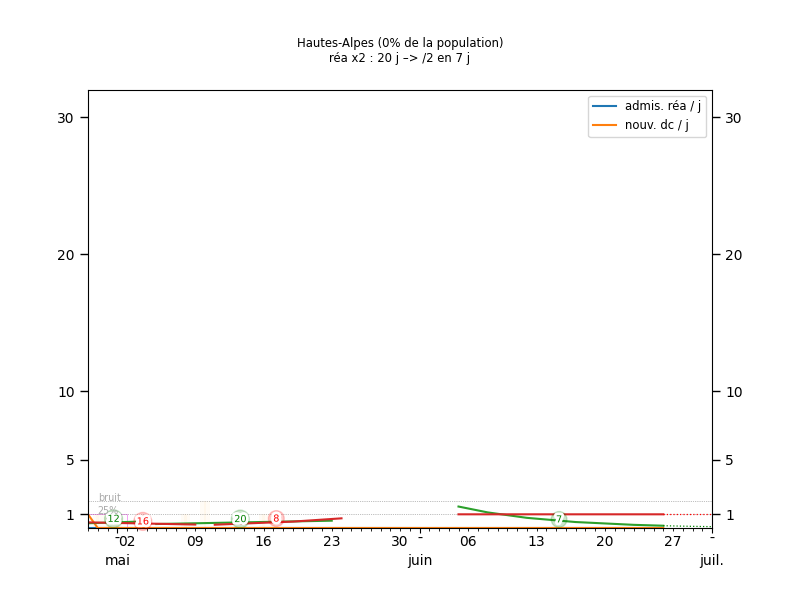 Hautes-Alpes (0% de la population)
réa x2 : 20 j –> /2 en 7 j
admis. réa / j
nouv. dc / j
30 30
20 20
10 10
5 5
bruit
25%
1 1
12 16 20 8 7
02 09 16 23 30 06 13 20 27
mai juin juil.